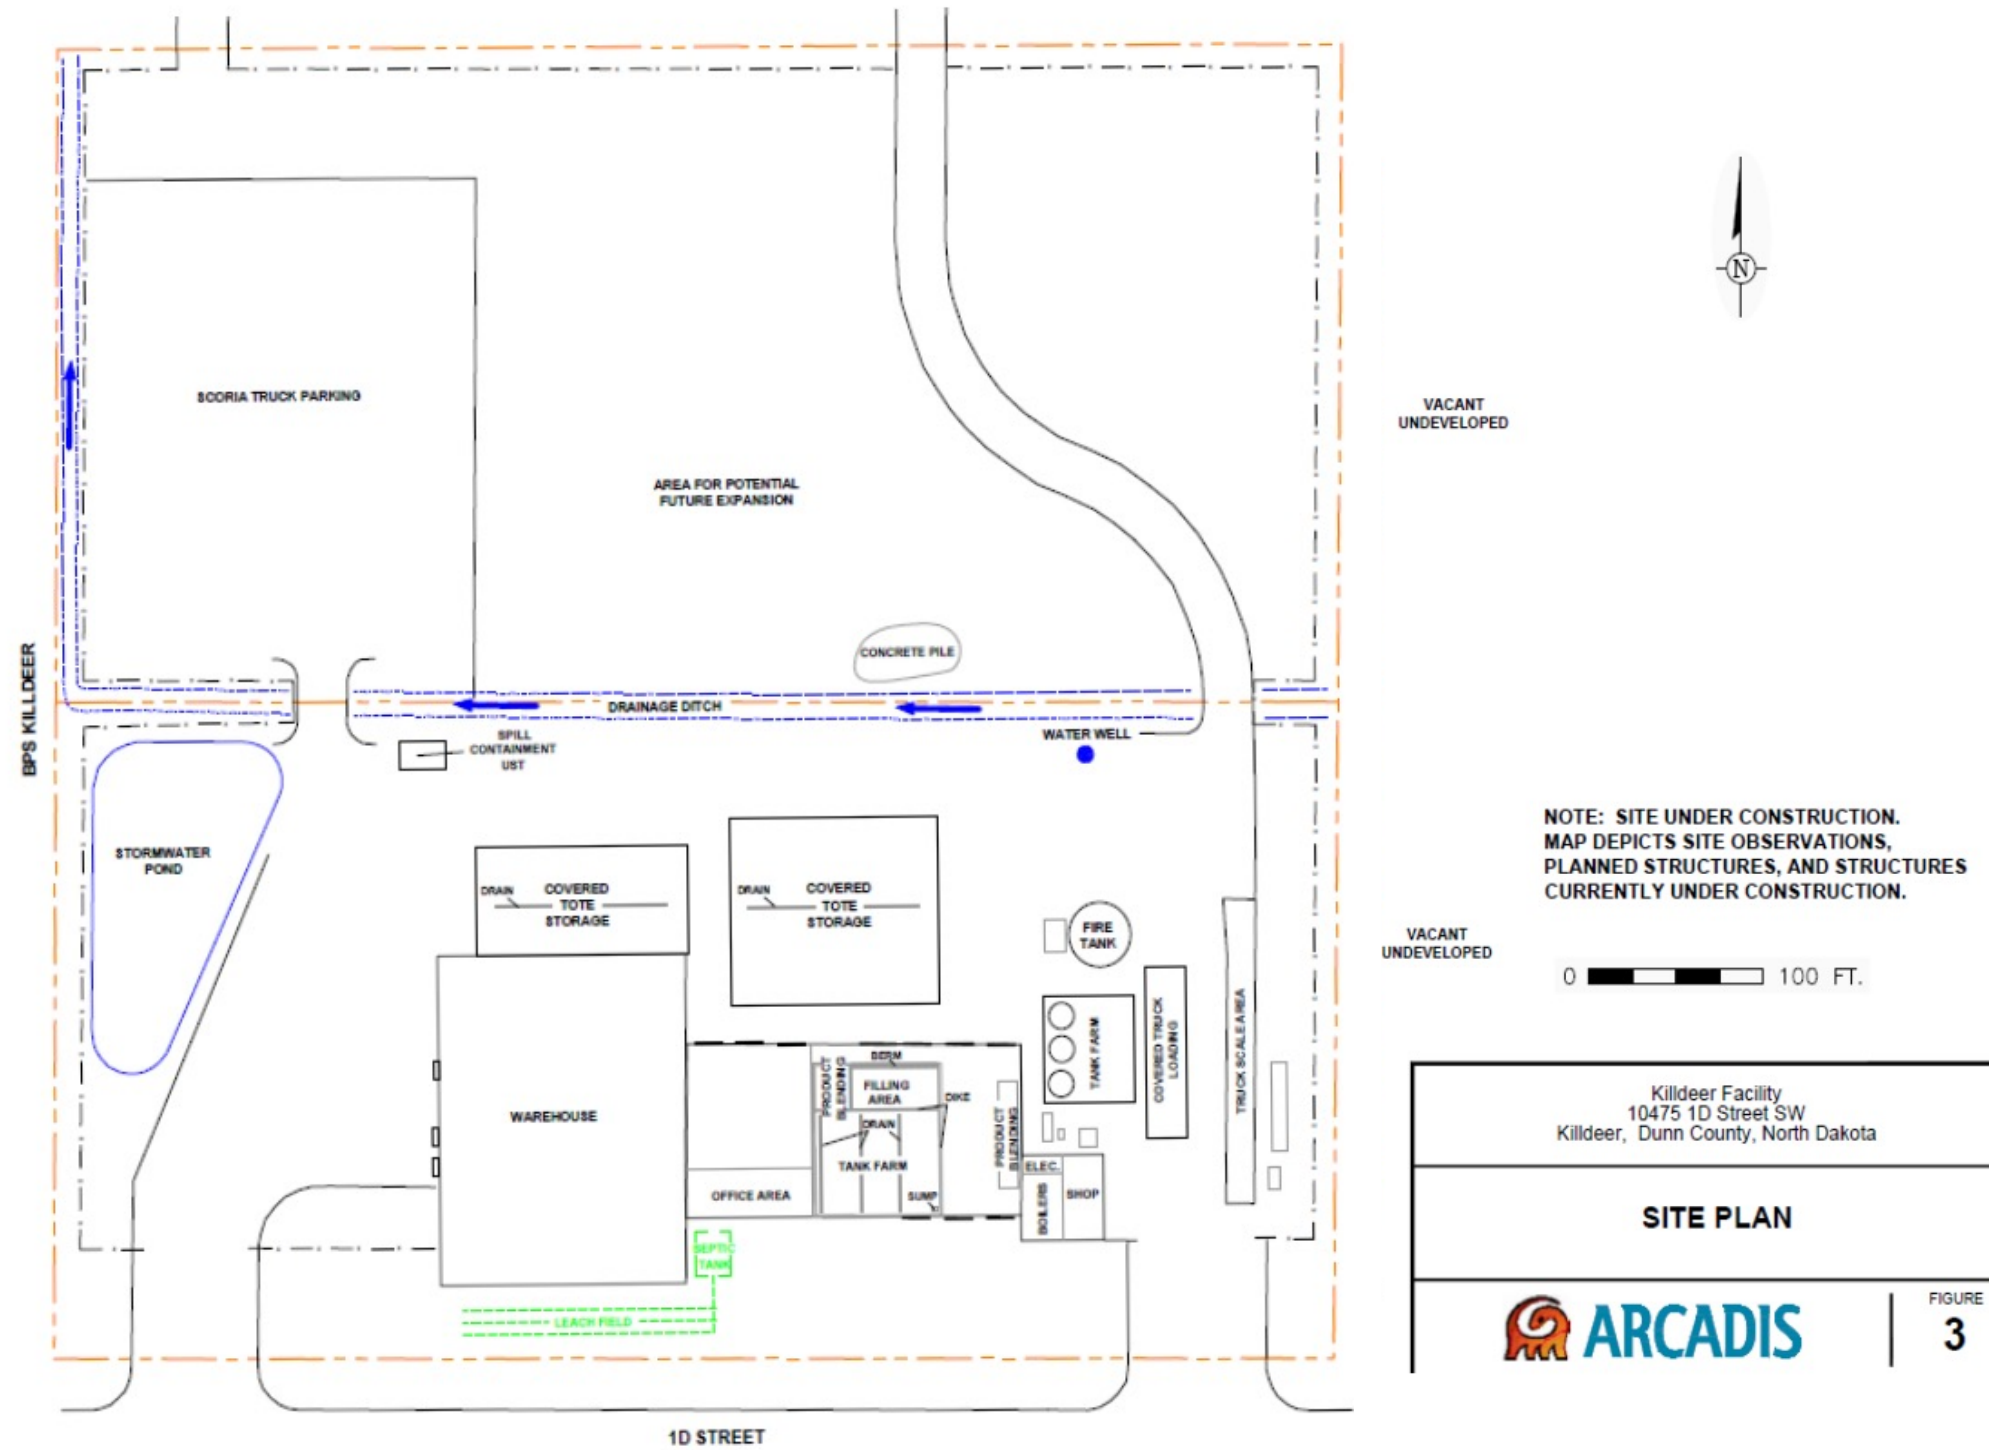 SCORIA TRUCK PARKING
VACANT
UNDEVELOPED
N
AREA FOR POTENTIAL
FUTURE EXPANSION
CONCRETE PILE
BPS KILLDEER
DRAINAGE DITCH
SPILL
CONTAINMENT
UST
WATER WELL
STORMWATER
POND
DRAIN
COVERED
TOTE
STORAGE
DRAIN
COVERED
TOTE
STORAGE
FIRE
TANK
VACANT
UNDEVELOPED
NOTE: SITE UNDER CONSTRUCTION.
MAP DEPICTS SITE OBSERVATIONS,
PLANNED STRUCTURES, AND STRUCTURES
CURRENTLY UNDER CONSTRUCTION.
0 100 FT.
WAREHOUSE
PRODUCT
BLENDING
BERM
FILLING
AREA
DIKE
DRAIN
TANK FARM
SUMP
OFFICE AREA
PRODUCT
BLENDING
TANK FARM
COVERED TRUCK
LOADING
TRUCK SCALE AREA
ELEC.
BOILERS
SHOP
SEPTIC
TANK
LEACH FIELD
1D STREET
Killdeer Facility
10475 1D Street SW
Killdeer, Dunn County, North Dakota
SITE PLAN
ARCADIS
FIGURE
3